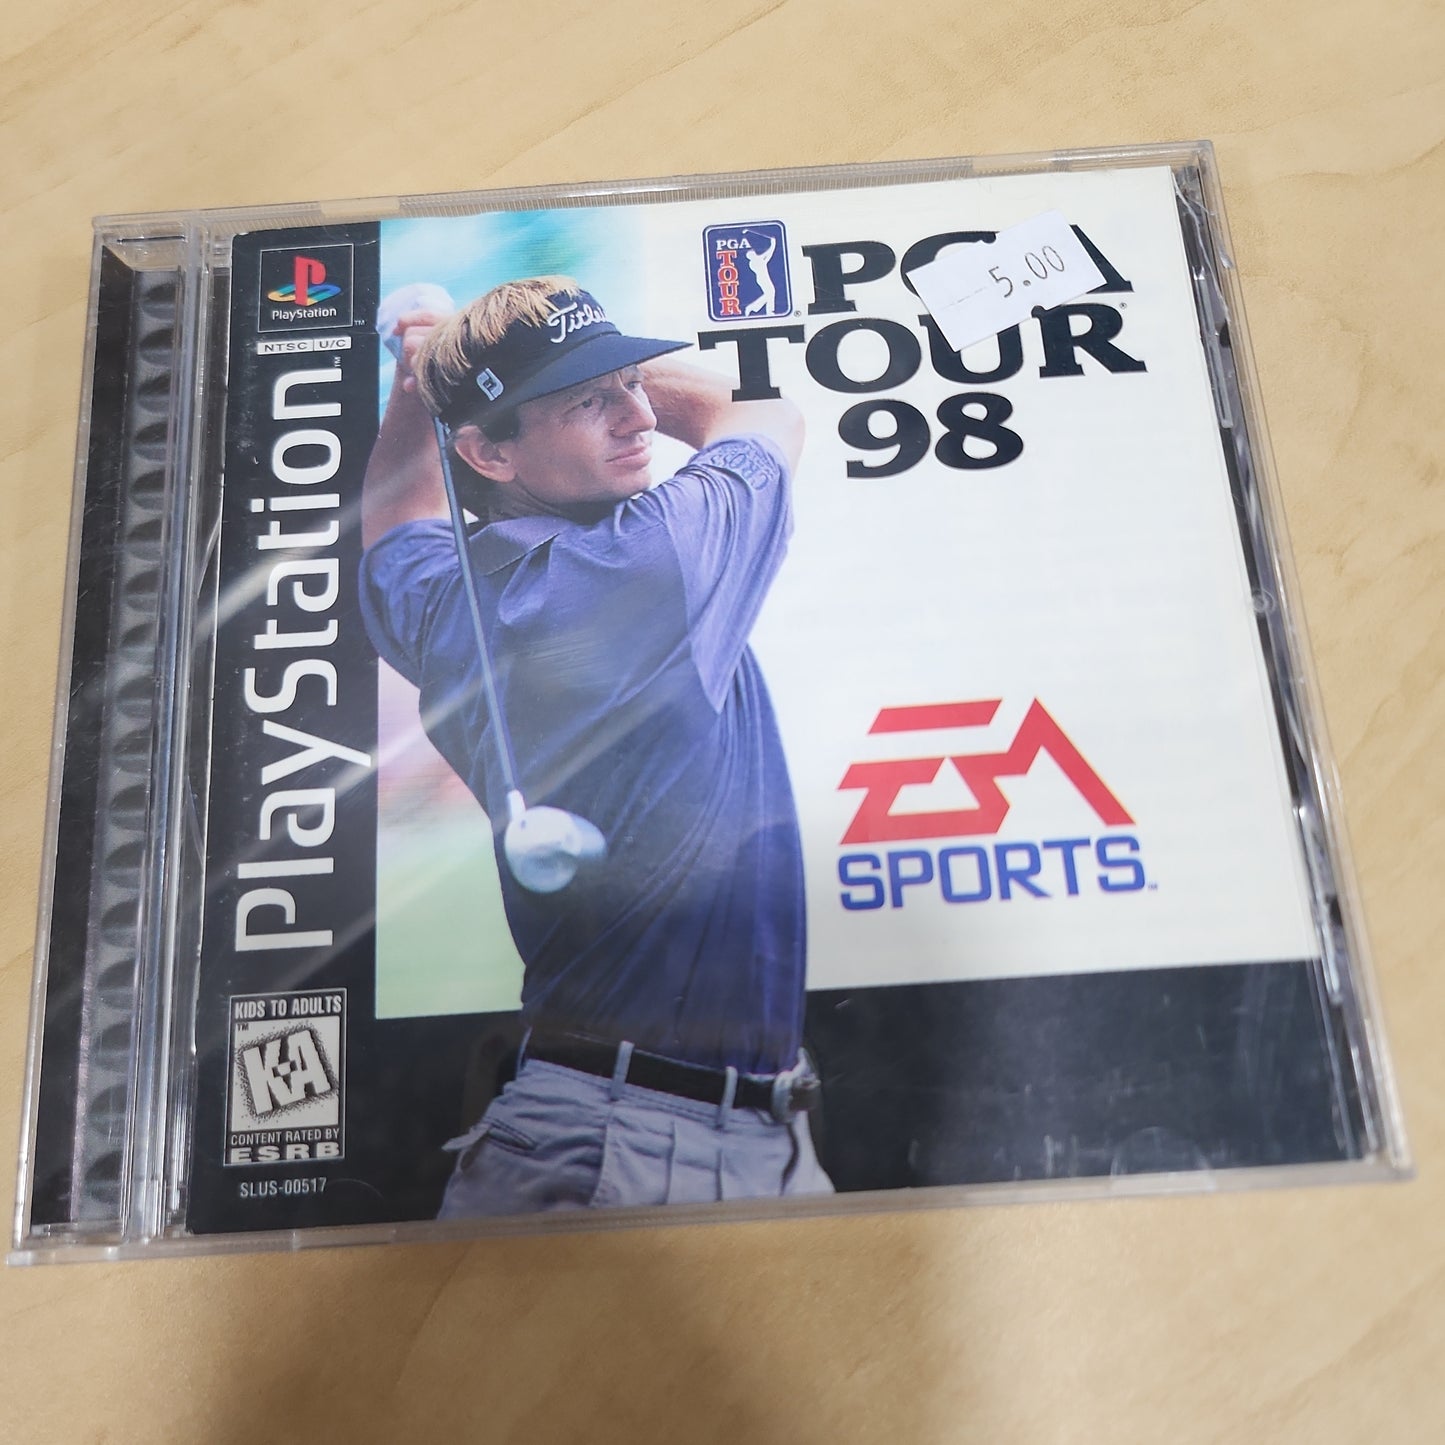 PlayStation
NTSC U/C
PlayStation
KIDS TO ADULTS
K-A
CONTENT RATED BY
ESRB
SLUS-00517
FJ
PGA
TOUR
PGA
TOUR
98
5.00
EA
SPORTS